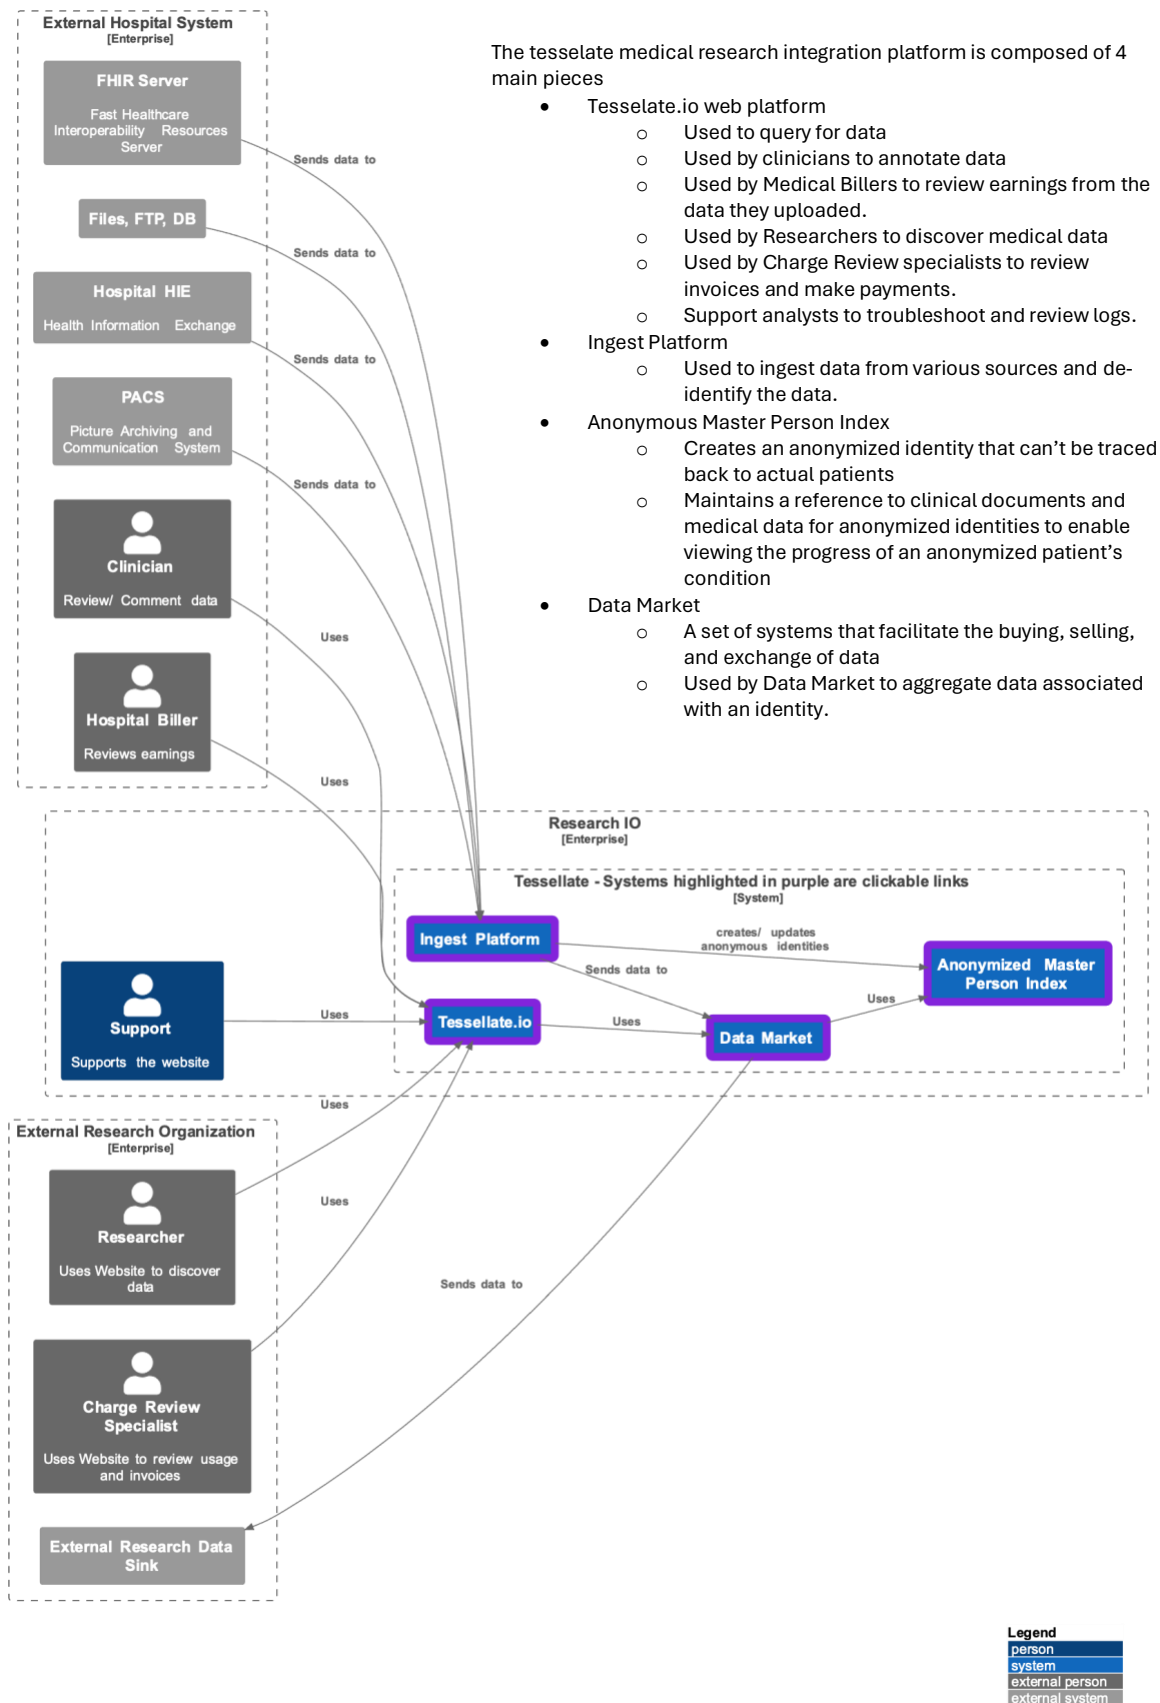 External Hospital System
[Enterprise]
FHIR Server
Fast Healthcare
Interoperability Resources
Server
Sends data to
Files, FTP, DB
Sends data to
Hospital HIE
Health Information Exchange
Sends data to
PACS
Picture Archiving and
Communication System
Sends data to
Clinician
Review/ Comment data
Uses
Hospital Biller
Reviews earnings
Uses
The tesselate medical research integration platform is composed of 4
main pieces
• Tesselate.io web platform
o Used to query for data
o Used by clinicians to annotate data
o Used by Medical Billers to review earnings from the
data they uploaded.
o Used by Researchers to discover medical data
o Used by Charge Review specialists to review
invoices and make payments.
o Support analysts to troubleshoot and review logs.
• Ingest Platform
o Used to ingest data from various sources and de-
identify the data.
• Anonymous Master Person Index
o Creates an anonymized identity that can't be traced
back to actual patients
o Maintains a reference to clinical documents and
medical data for anonymized identities to enable
viewing the progress of an anonymized patient's
condition
• Data Market
o A set of systems that facilitate the buying, selling,
and exchange of data
o Used by Data Market to aggregate data associated
with an identity.
Research IO
[Enterprise]
Tessellate - Systems highlighted in purple are clickable links
[System]
Ingest Platform
creates/ updates
anonymous identities
Anonymized Master
Person Index
Sends data to
Uses
Support
Supports the website
Uses
Tessellate.io
Uses
Data Market
Uses
External Research Organization
[Enterprise]
Researcher
Uses Website to discover
data
Uses
Charge Review
Specialist
Uses Website to review usage
and invoices
Sends data to
External Research Data
Sink
Legend
person
system
external person
external system